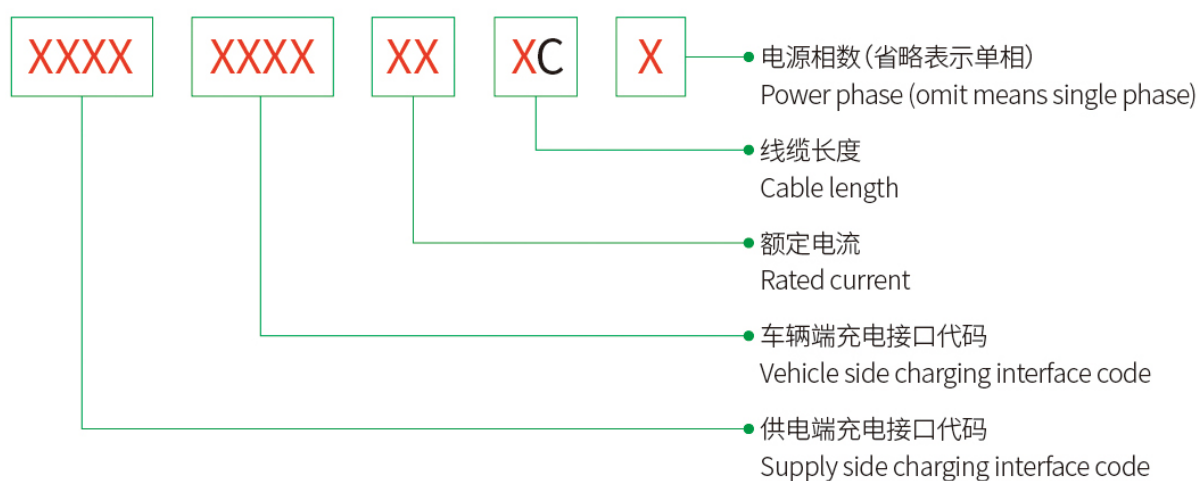 XXXX XXXX XX XC X
电源相数(省略表示单相)
Power phase (omit means single phase)
线缆长度
Cable length
额定电流
Rated current
车辆端充电接口代码
Vehicle side charging interface code
供电端充电接口代码
Supply side charging interface code